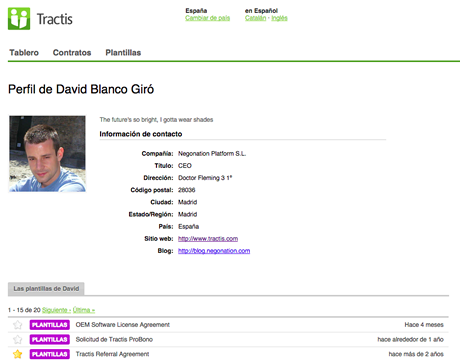 Tractis
España
Cambiar de país
en Español
Catalán - Inglés
Tablero Contratos Plantillas
Perfil de David Blanco Giró
The future's so bright, I gotta wear shades
Información de contacto
Compañía: Negonation Platform S.L.
Título: CEO
Dirección: Doctor Fleming 3 1º
Código postal: 28036
Ciudad: Madrid
Estado/Región: Madrid
País: España
Sitio web: http://www.tractis.com
Blog: http://blog.negonation.com
Las plantillas de David
1 - 15 de 20 Siguiente › Última »
PLANTILLAS OEM Software License Agreement Hace 4 meses
PLANTILLAS Solicitud de Tractis ProBono hace alrededor de 1 año
PLANTILLAS Tractis Referral Agreement hace más de 2 años